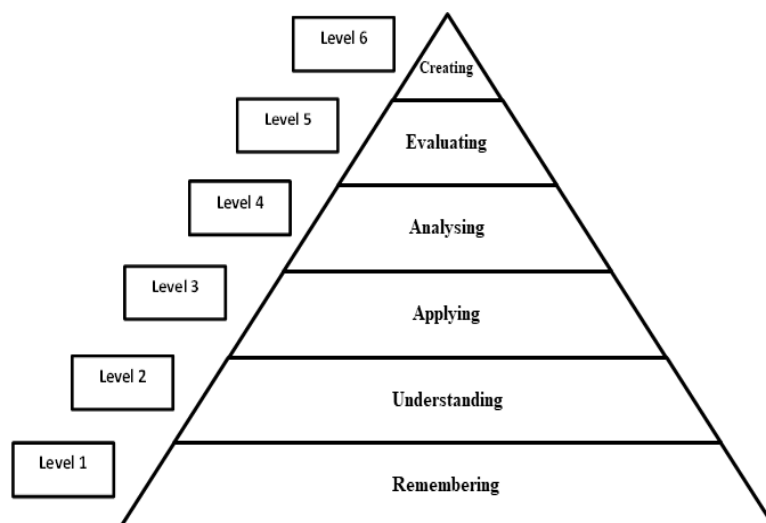 Level 6
Creating
Level 5
Evaluating
Level 4
Analysing
Level 3
Applying
Level 2
Understanding
Level 1
Remembering